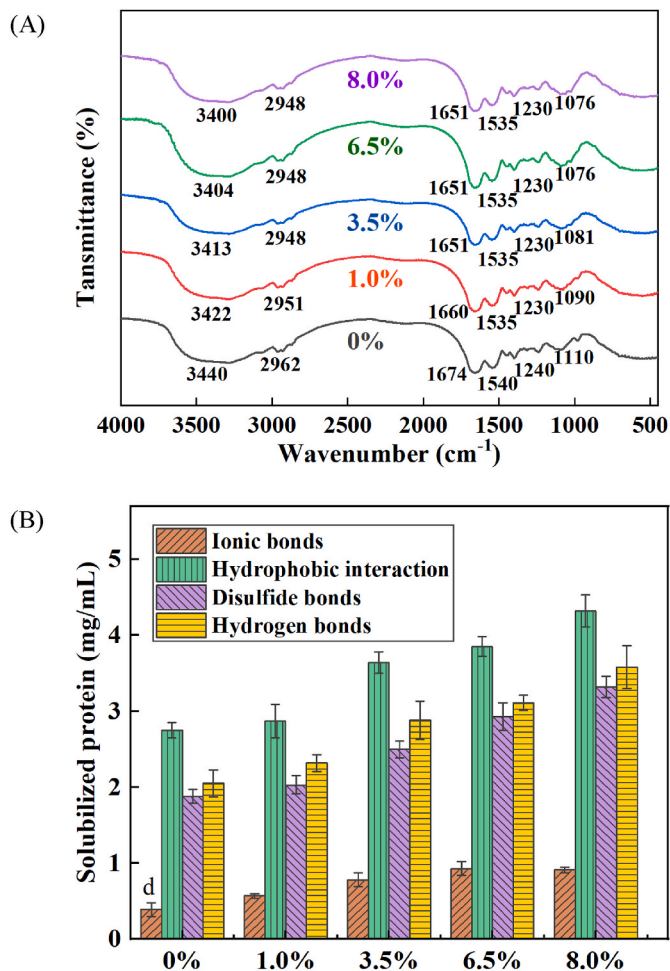 (A)
Tansmittance (%)
8.0%
3400 2948 1651 1535 1230 1076
6.5%
3404 2948 1651 1535 1230 1076
3.5%
3413 2948 1651 1535 1230 1081
1.0%
3422 2951 1660 1535 1230 1090
0%
3440 2962 1674 1540 1240 1110
4000 3500 3000 2500 2000 1500 1000 500
Wavenumber (cm⁻¹)
(B)
Solubilized protein (mg/mL)
Ionic bonds
Hydrophobic interaction
Disulfide bonds
Hydrogen bonds
5
4
3
2
1
0
d
0% 1.0% 3.5% 6.5% 8.0%